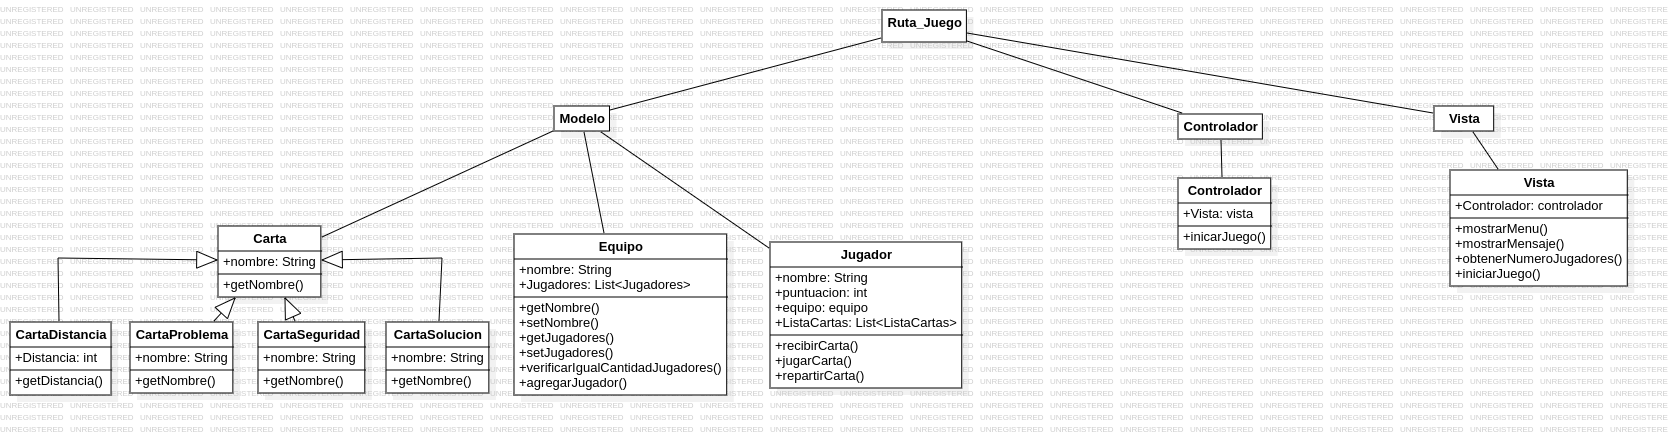 Ruta_Juego
Modelo
Controlador
Vista
Carta
+nombre: String
+getNombre()
CartaDistancia
+Distancia: int
+getDistancia()
CartaProblema
+nombre: String
+getNombre()
CartaSeguridad
+nombre: String
+getNombre()
CartaSolucion
+nombre: String
+getNombre()
Equipo
+nombre: String
+Jugadores: List<Jugadores>
+getNombre()
+setNombre()
+getJugadores()
+setJugadores()
+verificarIgualCantidadJugadores()
+agregarJugador()
Jugador
+nombre: String
+puntuacion: int
+equipo: equipo
+ListaCartas: List<ListaCartas>
+recibirCarta()
+jugarCarta()
+repartirCarta()
Controlador
+Vista: vista
+inicarJuego()
Vista
+Controlador: controlador
+mostrarMenu()
+mostrarMensaje()
+obtenerNumeroJugadores()
+iniciarJuego()
UNREGISTERED